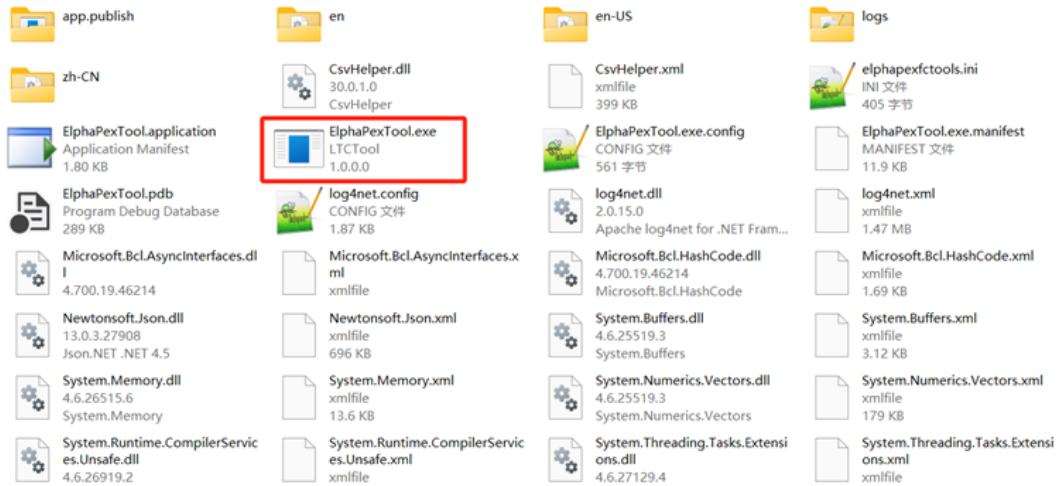 app.publish
en
en-US
logs
zh-CN
CsvHelper.dll
30.0.1.0
CsvHelper
CsvHelper.xml
xmlfile
399 KB
elphapexfctools.ini
INI 文件
405 字节
ElphaPexTool.application
Application Manifest
1.80 KB
ElphaPexTool.exe
LTCTool
1.0.0.0
ElphaPexTool.exe.config
CONFIG 文件
561 字节
ElphaPexTool.exe.manifest
MANIFEST 文件
11.9 KB
ElphaPexTool.pdb
Program Debug Database
289 KB
log4net.config
CONFIG 文件
1.87 KB
log4net.dll
2.0.15.0
Apache log4net for .NET Fram...
log4net.xml
xmlfile
1.47 MB
Microsoft.Bcl.AsyncInterfaces.dl
l
4.700.19.46214
Microsoft.Bcl.AsyncInterfaces.x
ml
xmlfile
Microsoft.Bcl.HashCode.dll
4.700.19.46214
Microsoft.Bcl.HashCode
Microsoft.Bcl.HashCode.xml
xmlfile
1.69 KB
Newtonsoft.Json.dll
13.0.3.27908
Json.NET .NET 4.5
Newtonsoft.Json.xml
xmlfile
696 KB
System.Buffers.dll
4.6.25519.3
System.Buffers
System.Buffers.xml
xmlfile
3.12 KB
System.Memory.dll
4.6.26515.6
System.Memory
System.Memory.xml
xmlfile
13.6 KB
System.Numerics.Vectors.dll
4.6.25519.3
System.Numerics.Vectors
System.Numerics.Vectors.xml
xmlfile
179 KB
System.Runtime.CompilerServic
es.Unsafe.dll
4.6.26919.2
System.Runtime.CompilerServic
es.Unsafe.xml
xmlfile
System.Threading.Tasks.Extensi
ons.dll
4.6.27129.4
System.Threading.Tasks.Extensi
ons.xml
xmlfile